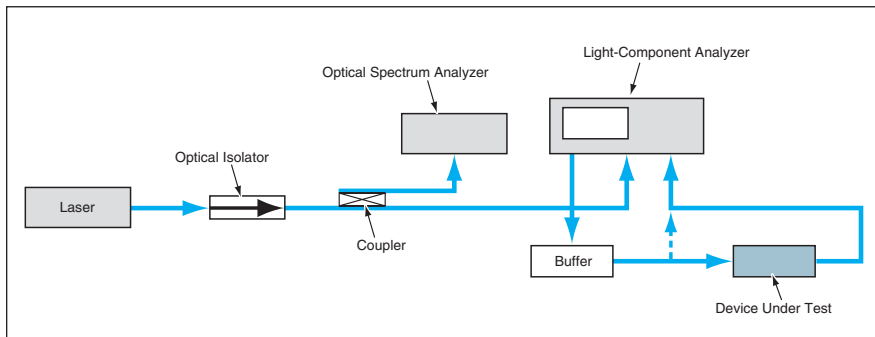 Light-Component Analyzer
Optical Spectrum Analyzer
Optical Isolator
Laser
Coupler
Buffer
Device Under Test